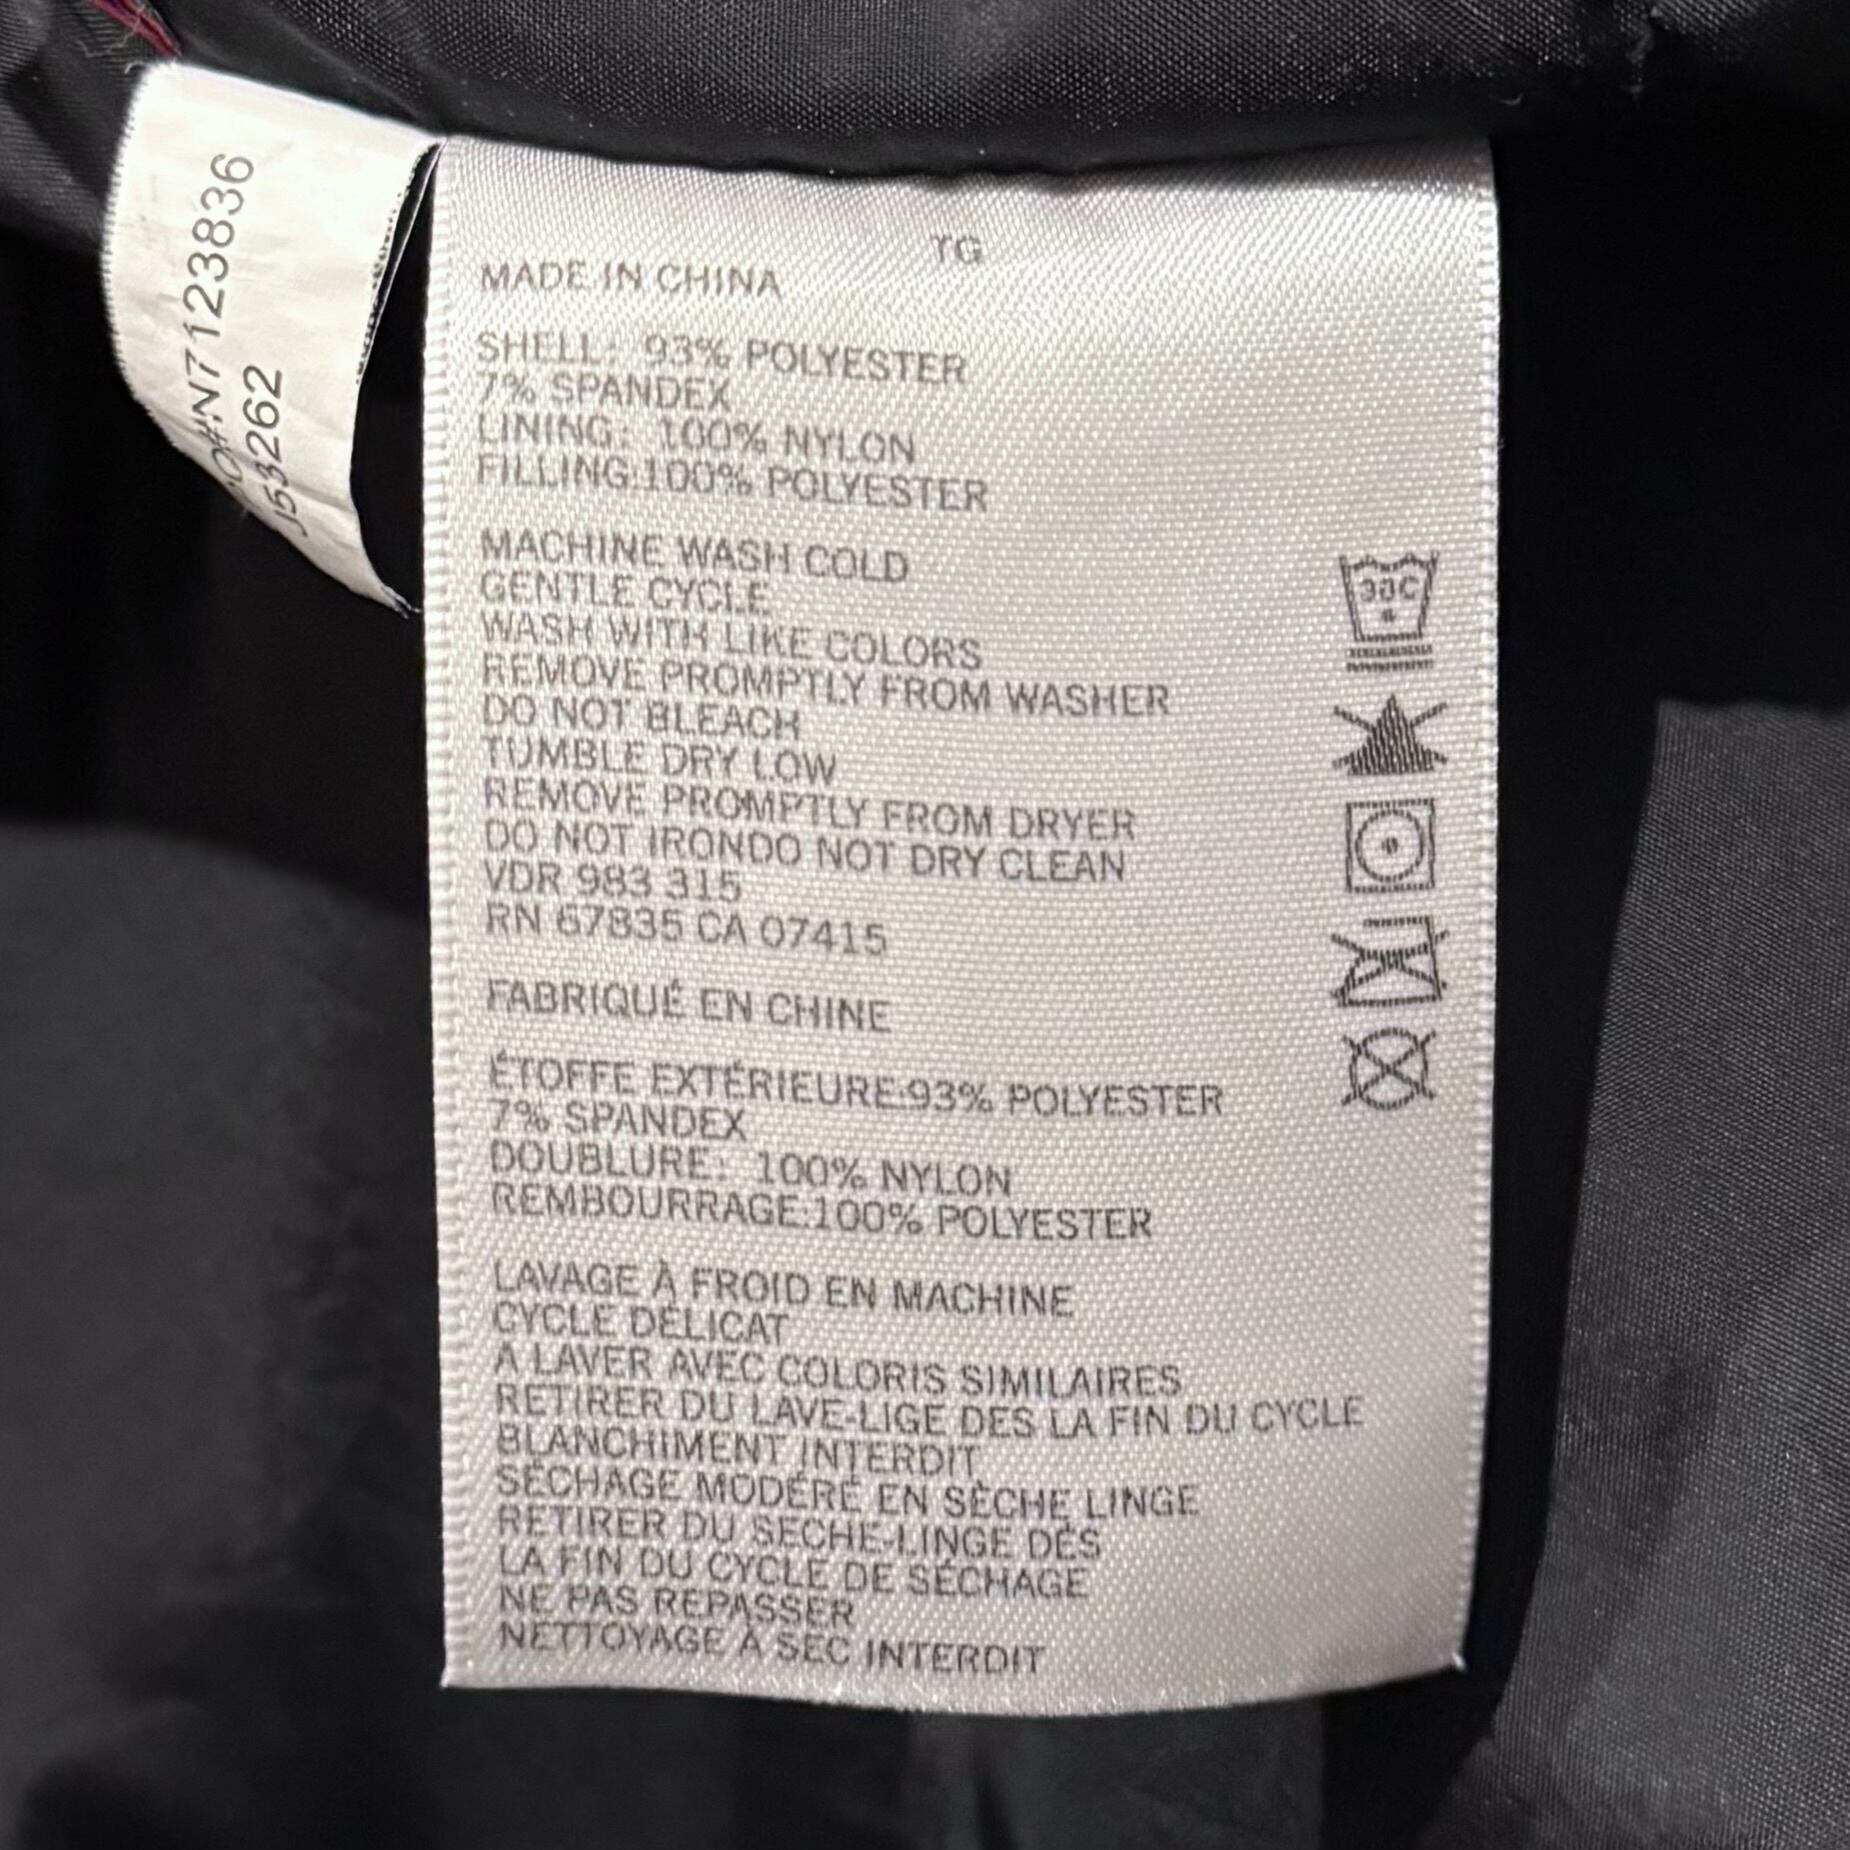 PO#:N7123836
J53262
TG
MADE IN CHINA
SHELL: 93% POLYESTER
7% SPANDEX
LINING: 100% NYLON
FILLING:100% POLYESTER
MACHINE WASH COLD
GENTLE CYCLE
WASH WITH LIKE COLORS
REMOVE PROMPTLY FROM WASHER
DO NOT BLEACH
TUMBLE DRY LOW
REMOVE PROMPTLY FROM DRYER
DO NOT IRONDO NOT DRY CLEAN
VDR 983 315
RN 67835 CA 07415
30C
FABRIQUÉ EN CHINE
ÉTOFFE EXTÉRIEURE:93% POLYESTER
7% SPANDEX
DOUBLURE: 100% NYLON
REMBOURRAGE:100% POLYESTER
LAVAGE À FROID EN MACHINE
CYCLE DÉLICAT
A LAVER AVEC COLORIS SIMILAIRES
RETIRER DU LAVE-LIGE DES LA FIN DU CYCLE
BLANCHIMENT INTERDIT
SÉCHAGE MODÉRÉ EN SÈCHE LINGE
RETIRER DU SECHE-LINGE DÉS
LA FIN DU CYCLE DE SÉCHAGE
NE PAS REPASSER
NETTOYAGE À SEC INTERDIT